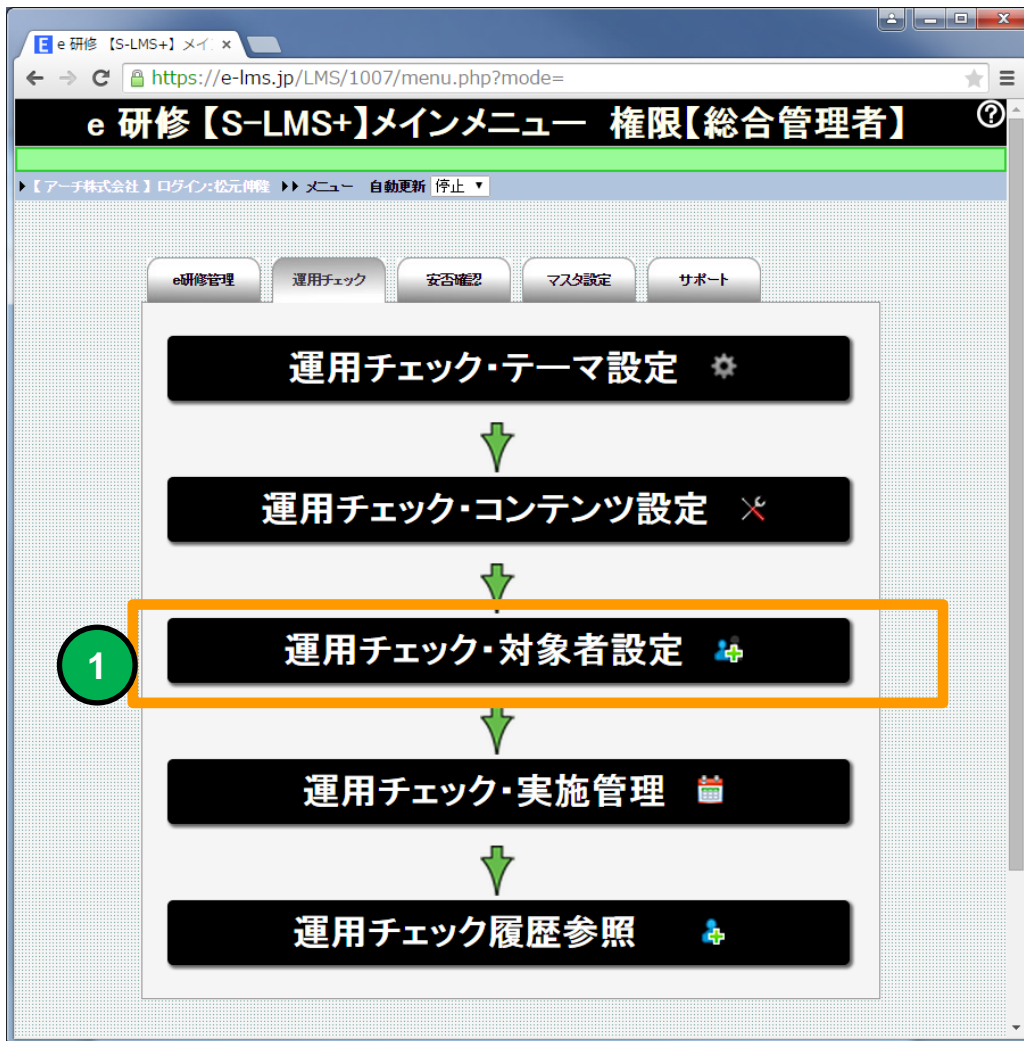 e 研修 【S-LMS+】メイ
https://e-lms.jp/LMS/1007/menu.php?mode=
e 研修【S-LMS+】メインメニュー 権限【総合管理者】
【アーチ株式会社 】ログイン:松元伸隆 メニュー 自動更新 停止
e研修管理 運用チェック 安否確認 マスタ設定 サポート
運用チェック・テーマ設定
運用チェック・コンテンツ設定
1 運用チェック・対象者設定
運用チェック・実施管理
運用チェック履歴参照